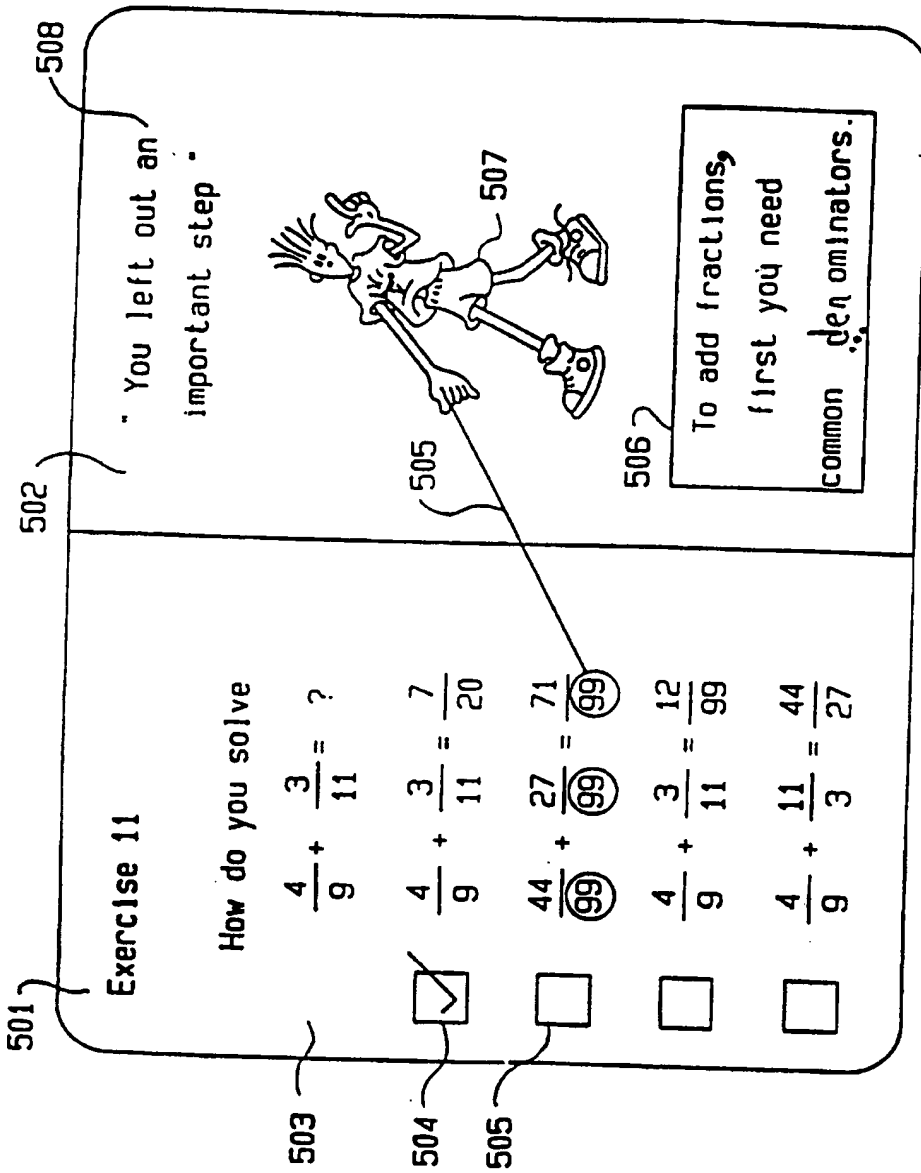 501
Exercise 11
503
How do you solve
4/9 + 3/11 = ?
504
4/9 + 3/11 = 7/20
505
44/99 + 27/99 = 71/99
4/9 + 3/11 = 12/99
4/9 + 11/3 = 44/27
502
508
" You left out an
important step "
505
507
506
To add fractions,
first you need
common denominators.